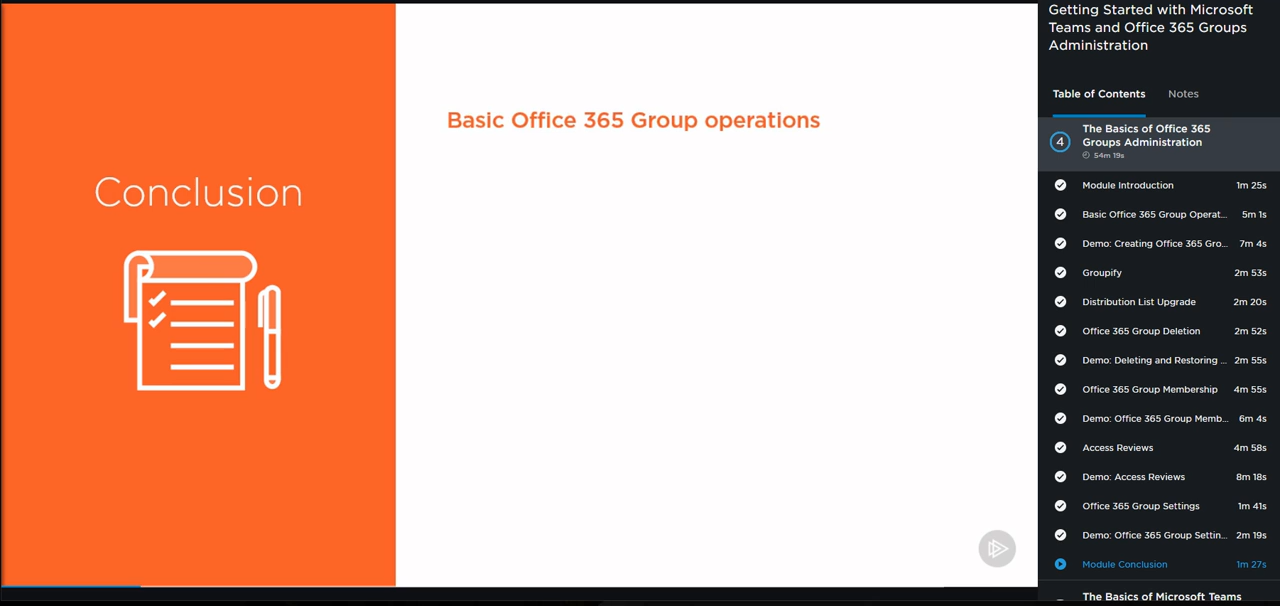 Conclusion
Basic Office 365 Group operations
Getting Started with Microsoft
Teams and Office 365 Groups
Administration
Table of Contents
Notes
4
The Basics of Office 365
Groups Administration
54m 19s
Module Introduction 1m 25s
Basic Office 365 Group Operat... 5m 1s
Demo: Creating Office 365 Gro... 7m 4s
Groupify 2m 53s
Distribution List Upgrade 2m 20s
Office 365 Group Deletion 2m 52s
Demo: Deleting and Restoring ... 2m 55s
Office 365 Group Membership 4m 55s
Demo: Office 365 Group Memb... 6m 4s
Access Reviews 4m 58s
Demo: Access Reviews 8m 18s
Office 365 Group Settings 1m 41s
Demo: Office 365 Group Settin... 2m 19s
Module Conclusion 1m 27s
The Basics of Microsoft Teams